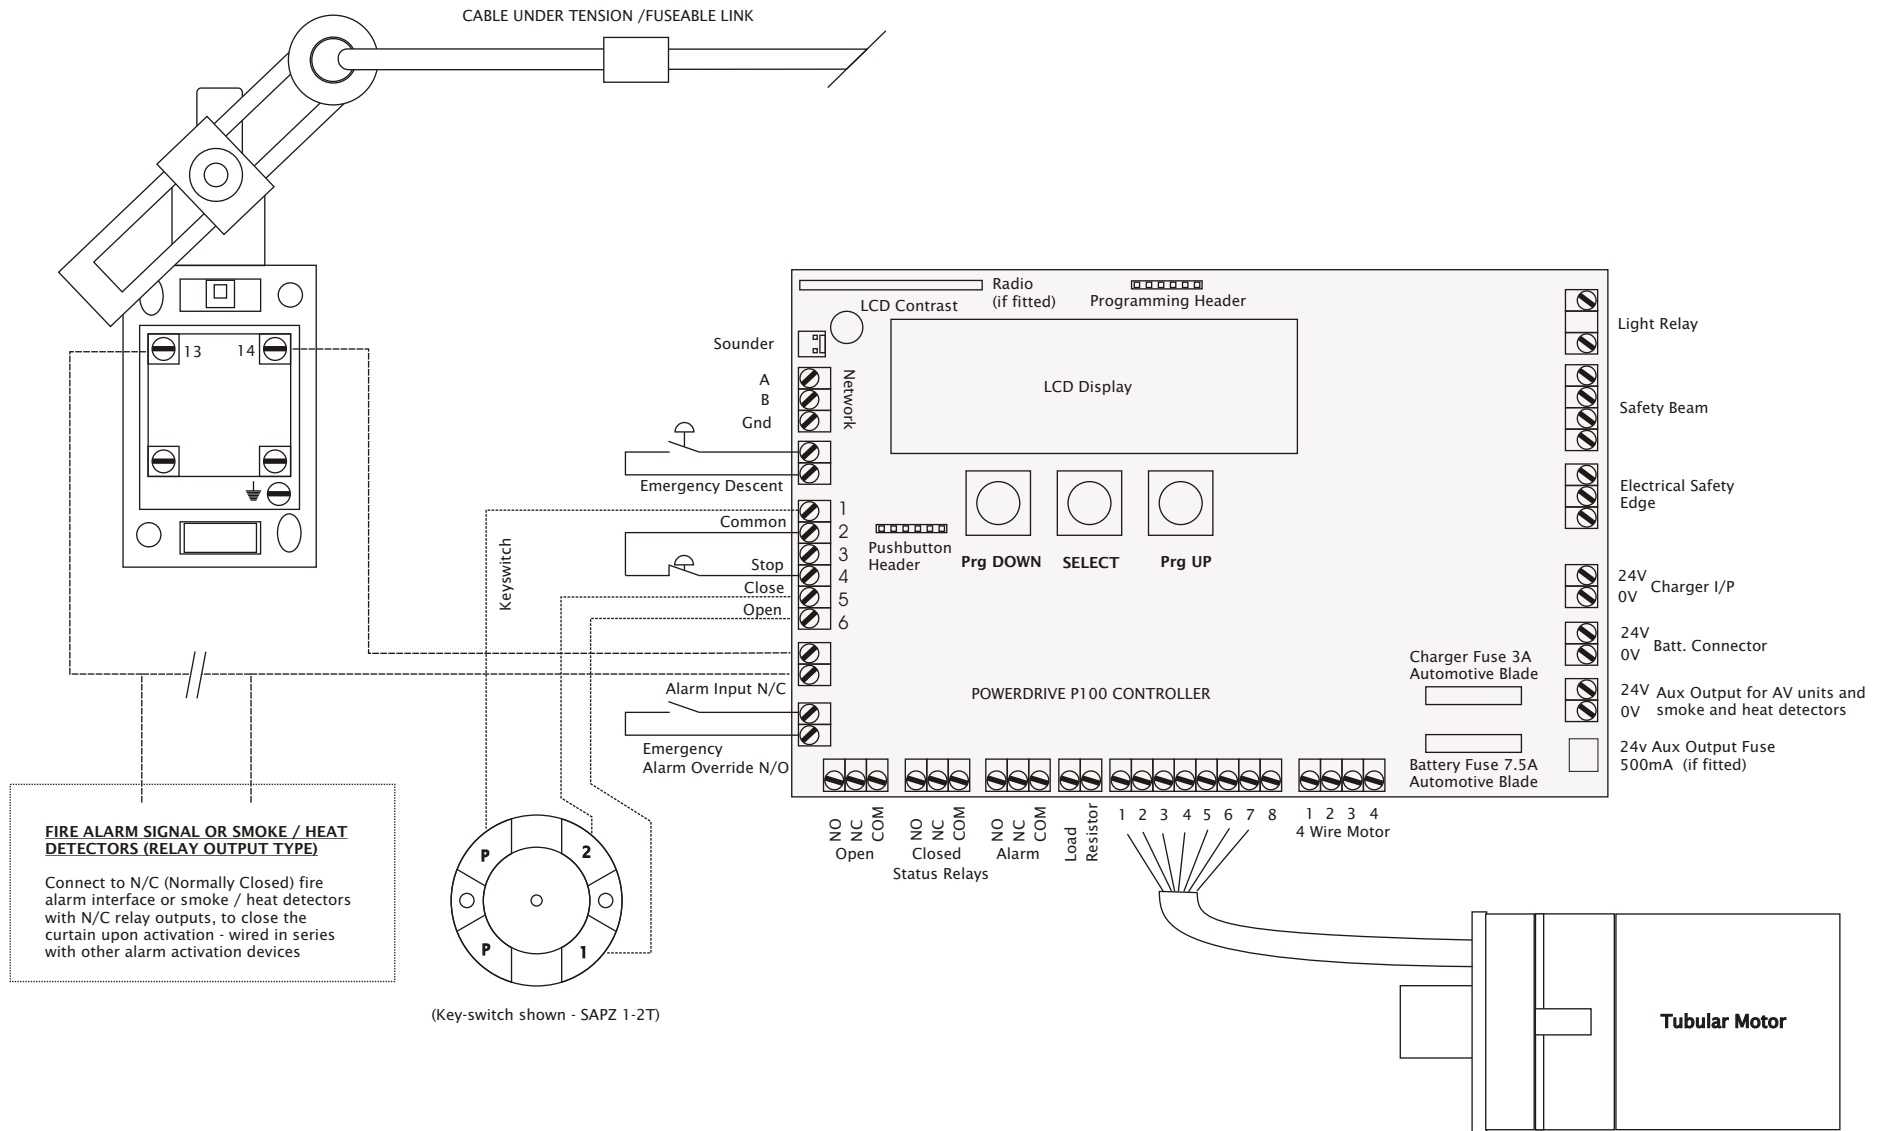 CABLE UNDER TENSION /FUSEABLE LINK
13
14
Radio
(if fitted)
Programming Header
LCD Contrast
Sounder
LCD Display
Network
A
B
Gnd
Emergency Descent
Common
Stop
Close
Open
1
2
3
4
5
6
Keyswitch
Pushbutton
Header
Prg DOWN
SELECT
Prg UP
Alarm Input N/C
Emergency
Alarm Override N/O
POWERDRIVE P100 CONTROLLER
Charger Fuse 3A
Automotive Blade
Battery Fuse 7.5A
Automotive Blade
Light Relay
Safety Beam
Electrical Safety
Edge
24V
0V
Charger I/P
24V
0V
Batt. Connector
24V
0V
Aux Output for AV units and
smoke and heat detectors
24v Aux Output Fuse
500mA (if fitted)
NO
NC
COM
Open
NO
NC
COM
Closed
NO
NC
COM
Alarm
Status Relays
Load
Resistor
1 2 3 4 5 6 7 8
1 2 3 4
4 Wire Motor
FIRE ALARM SIGNAL OR SMOKE / HEAT
DETECTORS (RELAY OUTPUT TYPE)
Connect to N/C (Normally Closed) fire
alarm interface or smoke / heat detectors
with N/C relay outputs, to close the
curtain upon activation - wired in series
with other alarm activation devices
P
2
P
1
(Key-switch shown - SAPZ 1-2T)
Tubular Motor